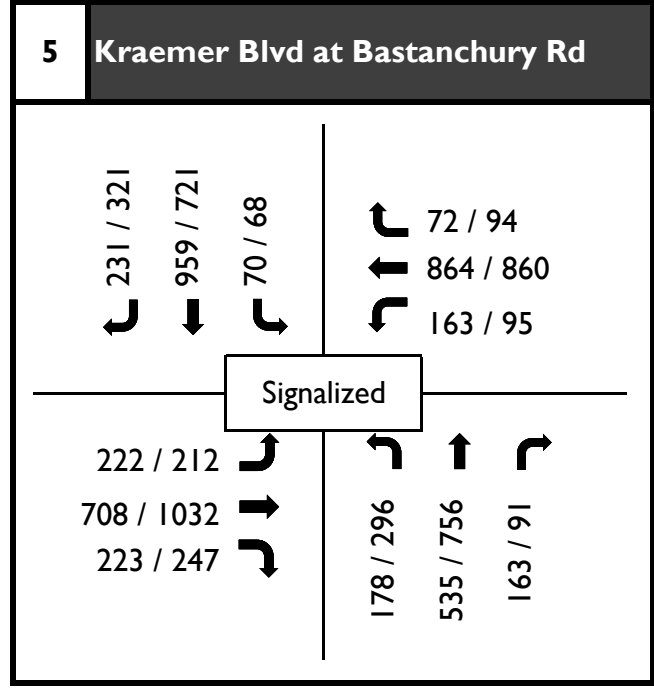 5 Kraemer Blvd at Bastanchury Rd
231 / 321
959 / 721
70 / 68
72 / 94
864 / 860
163 / 95
Signalized
222 / 212
708 / 1032
223 / 247
178 / 296
535 / 756
163 / 91